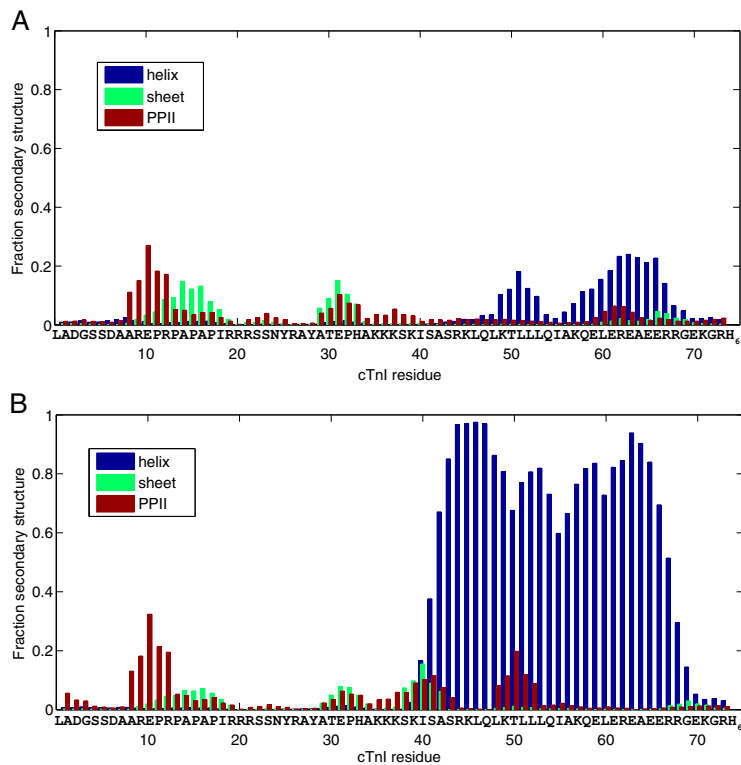 A
1
0.8
0.6
0.4
0.2
0
Fraction secondary structure
helix
sheet
PPII
LADGSSDAAREPRPAPAPIRRRSSNYRAYATEPHAKKKSKISASRKLQLKTLLLQIAKQELEREAEERRGEKGRH₆
10 20 30 40 50 60 70
cTnI residue
B
1
0.8
0.6
0.4
0.2
0
Fraction secondary structure
helix
sheet
PPII
LADGSSDAAREPRPAPAPIRRRSSNYRAYATEPHAKKKSKISASRKLQLKTLLLQIAKQELEREAEERRGEKGRH₆
10 20 30 40 50 60 70
cTnI residue